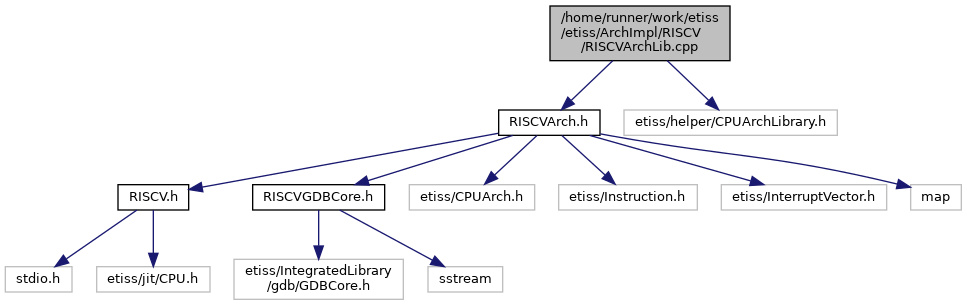 /home/runner/work/etiss
/etiss/ArchImpl/RISCV
/RISCVArchLib.cpp
RISCVArch.h
etiss/helper/CPUArchLibrary.h
RISCV.h
RISCVGDBCore.h
etiss/CPUArch.h
etiss/Instruction.h
etiss/InterruptVector.h
map
stdio.h
etiss/jit/CPU.h
etiss/IntegratedLibrary
/gdb/GDBCore.h
sstream